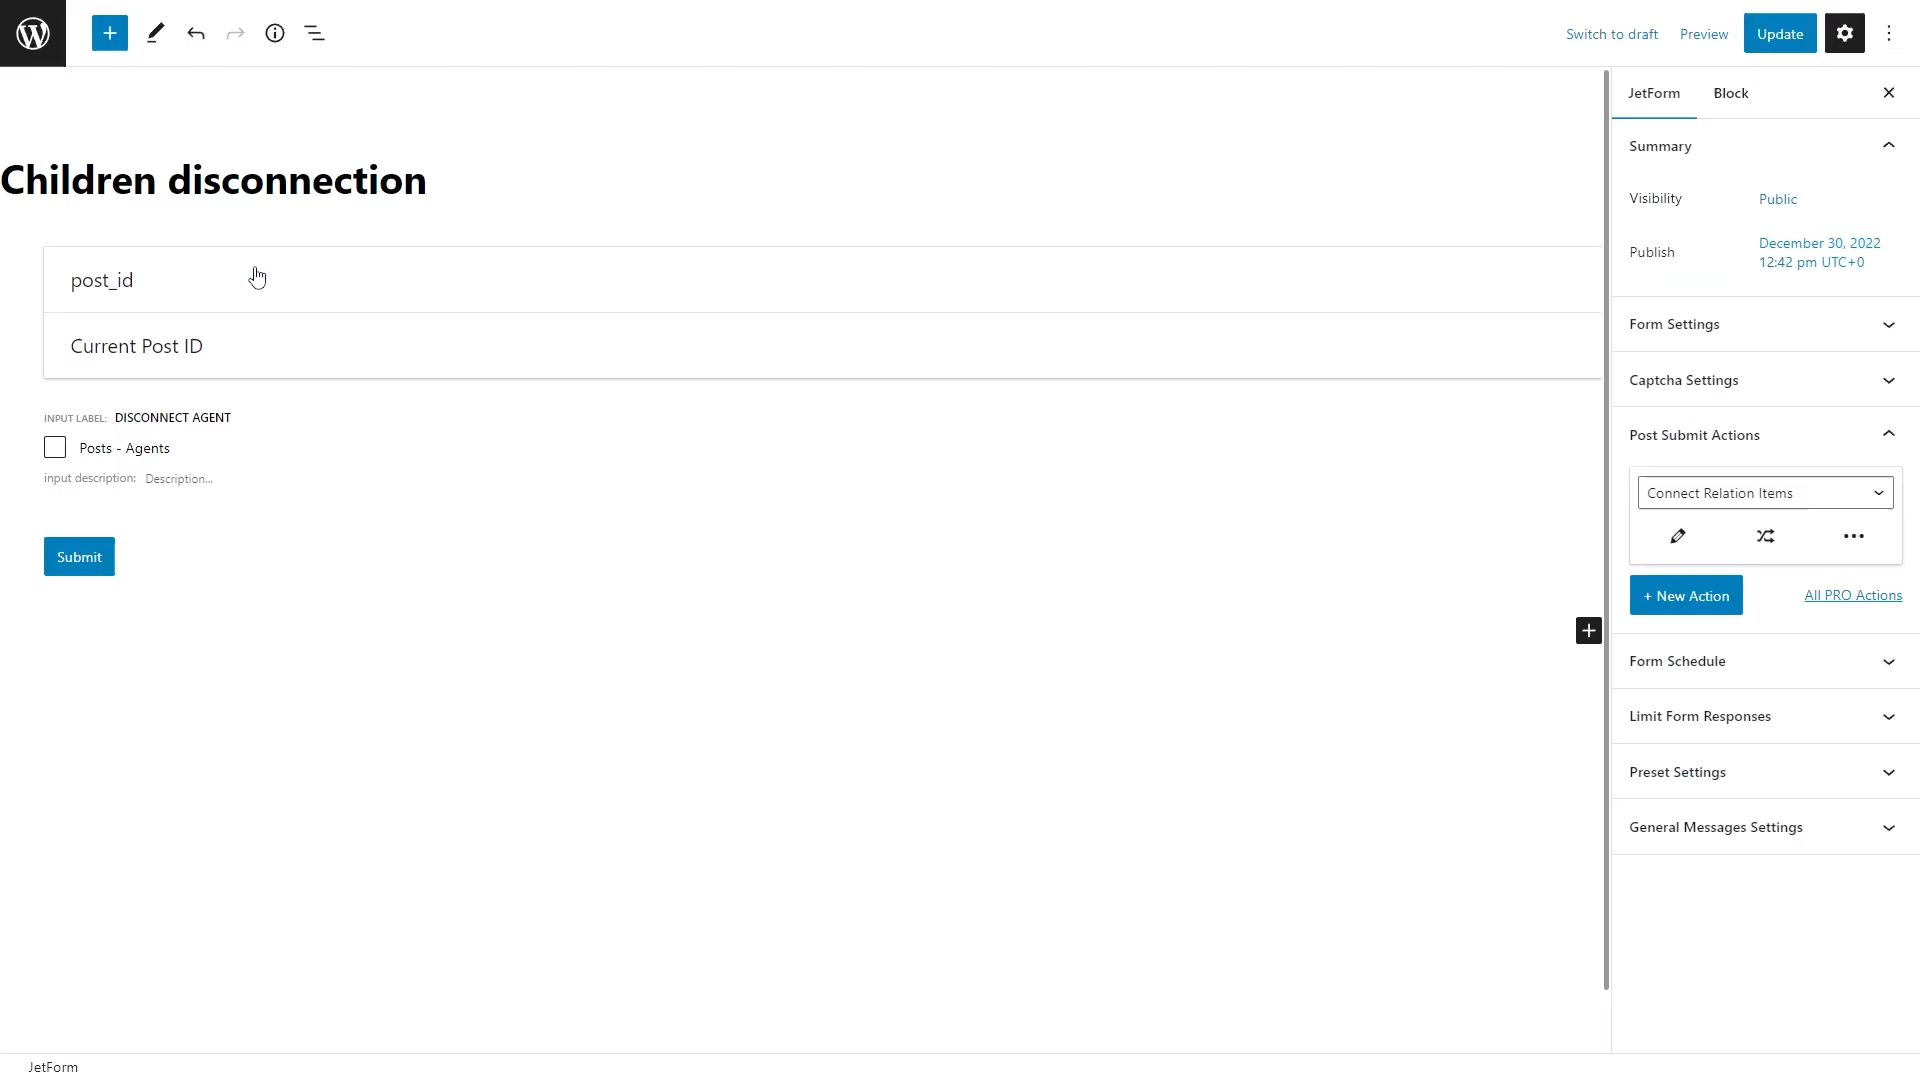 Switch to draft
Preview
Update
JetForm
Block
Children disconnection
post_id
Current Post ID
INPUT LABEL: DISCONNECT AGENT
Posts - Agents
input description: Description...
Submit
Summary
Visibility
Public
Publish
December 30, 2022
12:42 pm UTC+0
Form Settings
Captcha Settings
Post Submit Actions
Connect Relation Items
+ New Action
All PRO Actions
Form Schedule
Limit Form Responses
Preset Settings
General Messages Settings
JetForm